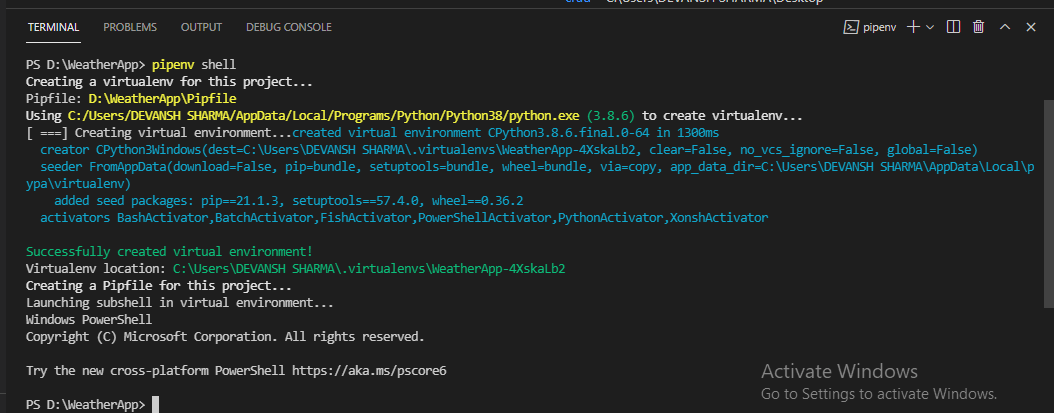 TERMINAL PROBLEMS OUTPUT DEBUG CONSOLE pipenv
PS D:\WeatherApp> pipenv shell
Creating a virtualenv for this project...
Pipfile: D:\WeatherApp\Pipfile
Using C:/Users/DEVANSH SHARMA/AppData/Local/Programs/Python/Python38/python.exe (3.8.6) to create virtualenv...
[ ===] Creating virtual environment...created virtual environment CPython3.8.6.final.0-64 in 1300ms
creator CPython3Windows(dest=C:\Users\DEVANSH SHARMA\.virtualenvs\WeatherApp-4XskaLb2, clear=False, no_vcs_ignore=False, global=False)
seeder FromAppData(download=False, pip=bundle, setuptools=bundle, wheel=bundle, via=copy, app_data_dir=C:\Users\DEVANSH SHARMA\AppData\Local\p
ypa\virtualenv)
added seed packages: pip==21.1.3, setuptools==57.4.0, wheel==0.36.2
activators BashActivator,BatchActivator,FishActivator,PowerShellActivator,PythonActivator,XonshActivator
Successfully created virtual environment!
Virtualenv location: C:\Users\DEVANSH SHARMA\.virtualenvs\WeatherApp-4XskaLb2
Creating a Pipfile for this project...
Launching subshell in virtual environment...
Windows PowerShell
Copyright (C) Microsoft Corporation. All rights reserved.
Try the new cross-platform PowerShell https://aka.ms/pscore6
Activate Windows
Go to Settings to activate Windows.
PS D:\WeatherApp>